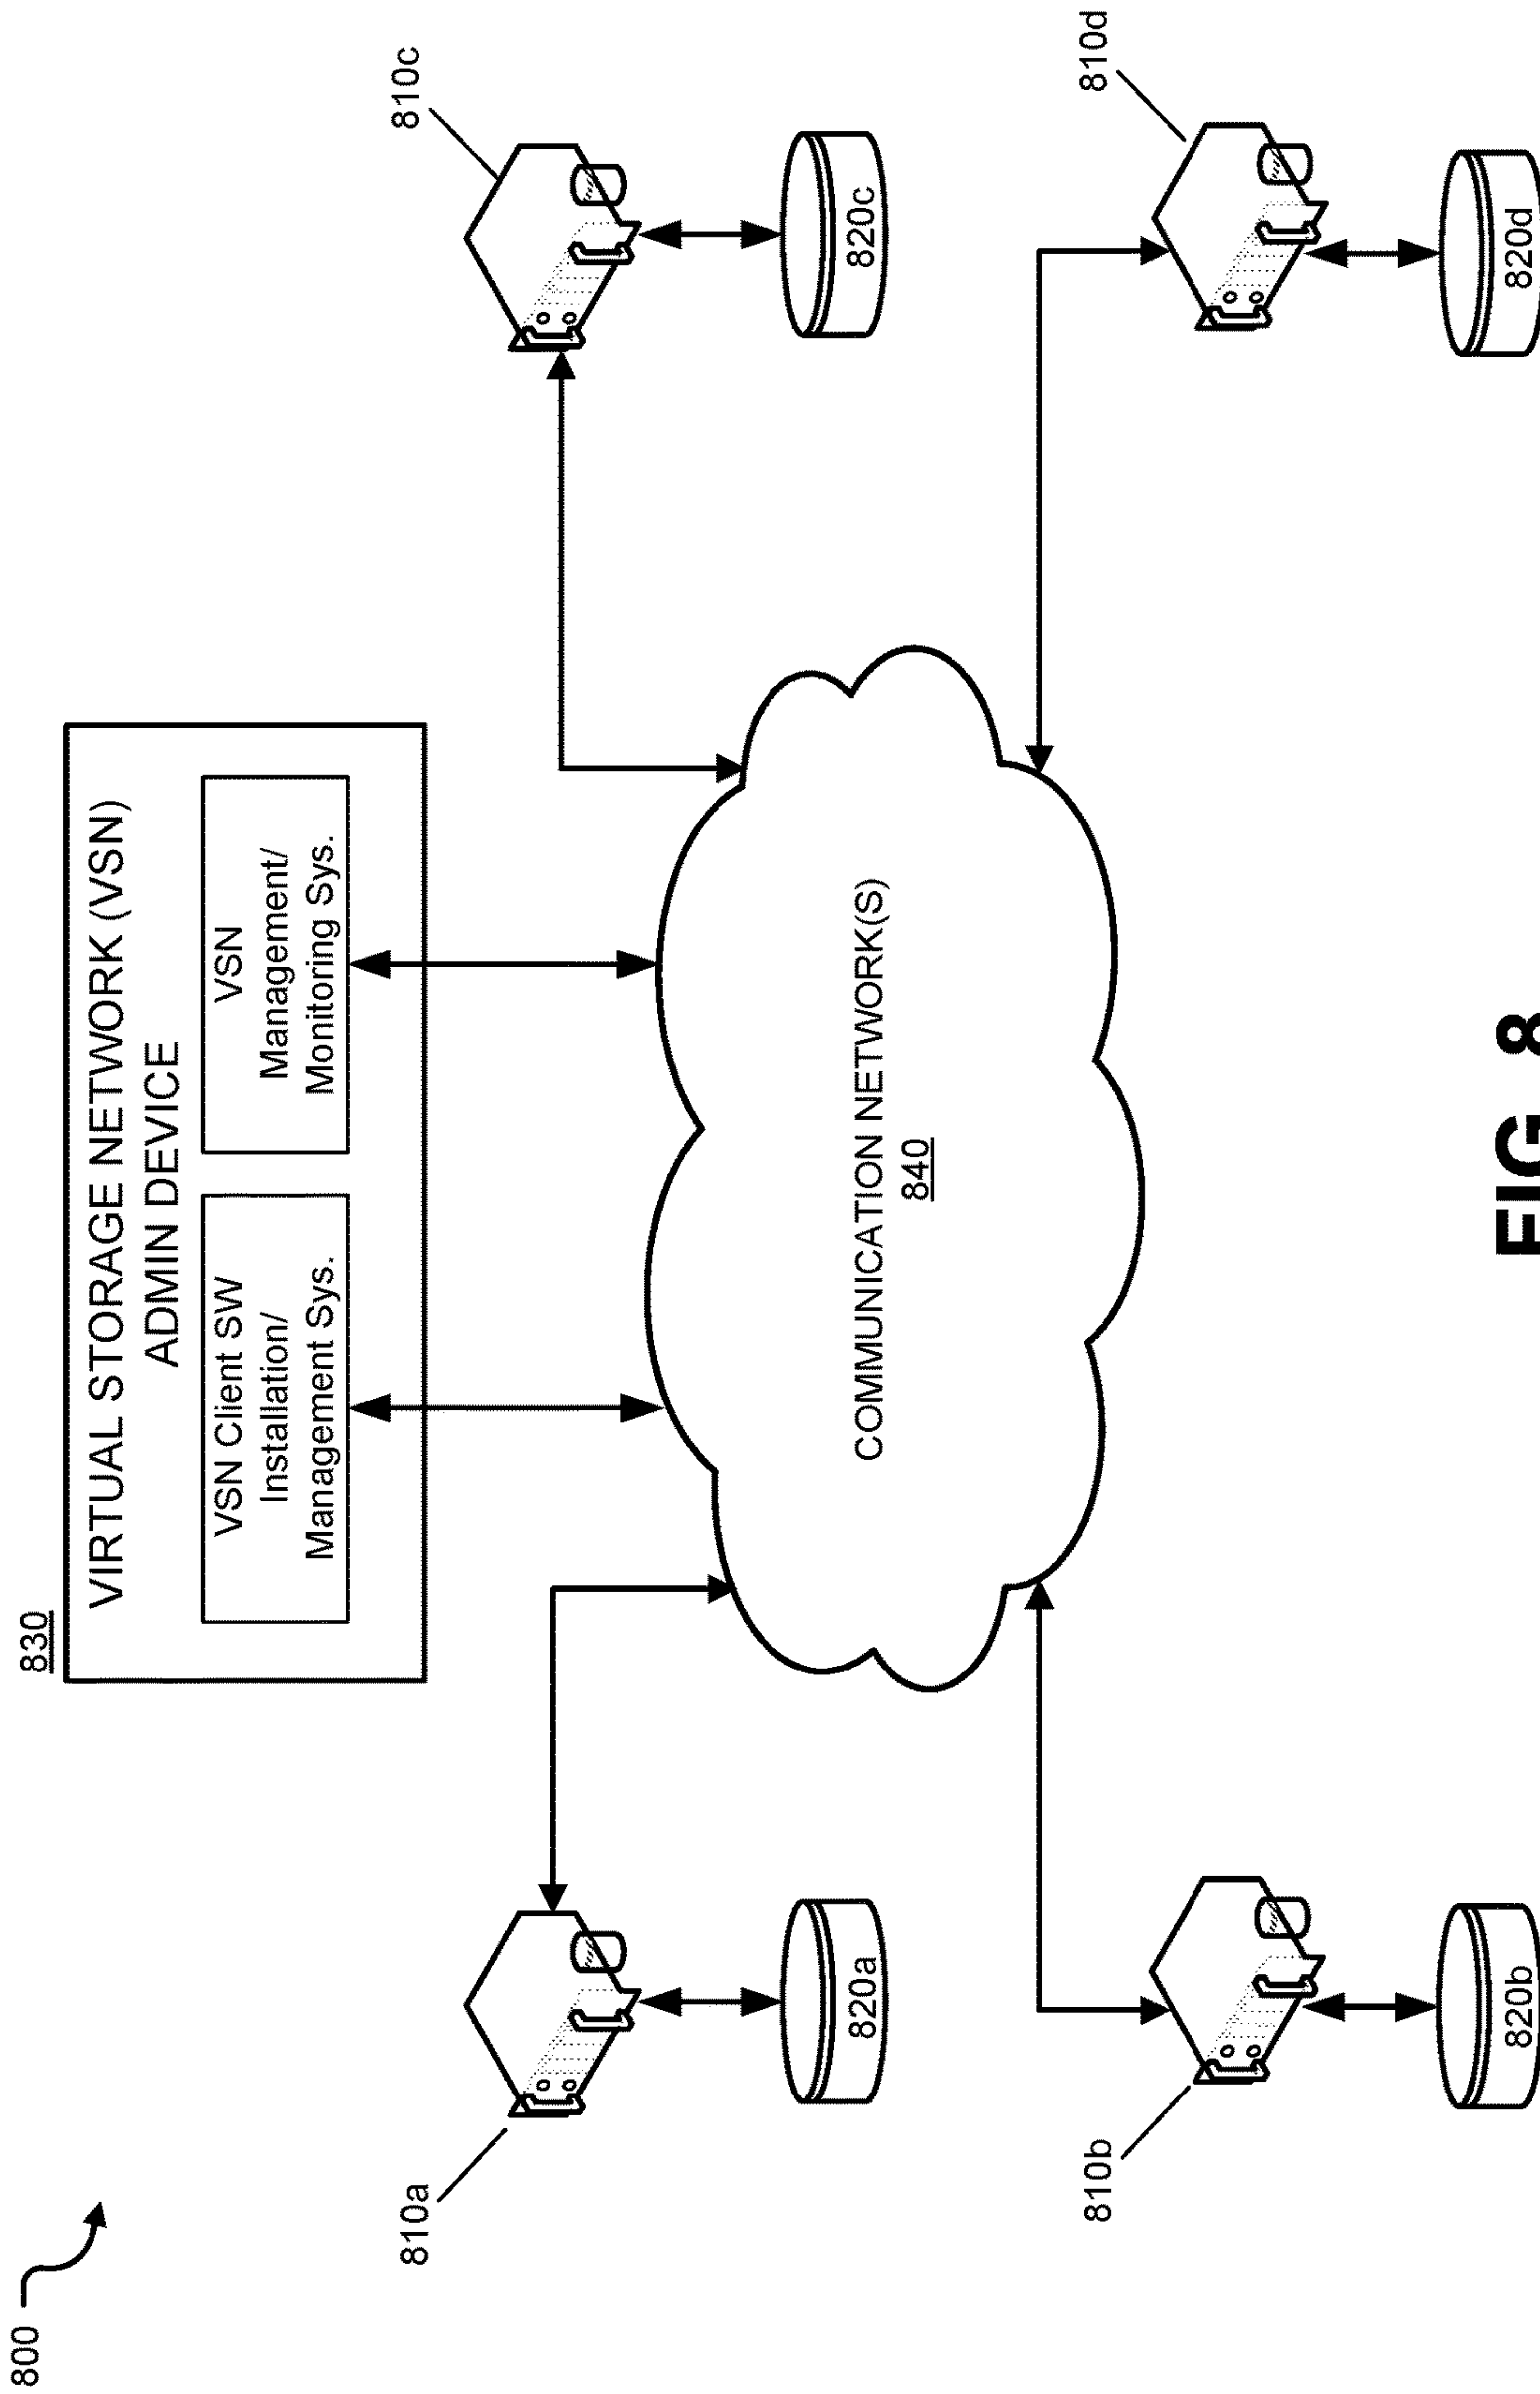 800
830
VIRTUAL STORAGE NETWORK (VSN)
ADMIN DEVICE
VSN Client SW
Installation/
Management Sys.
VSN
Management/
Monitoring Sys.
810a
810c
820a
820c
COMMUNICATION NETWORK(S)
840
810b
810d
820b
820d
FIG. 8